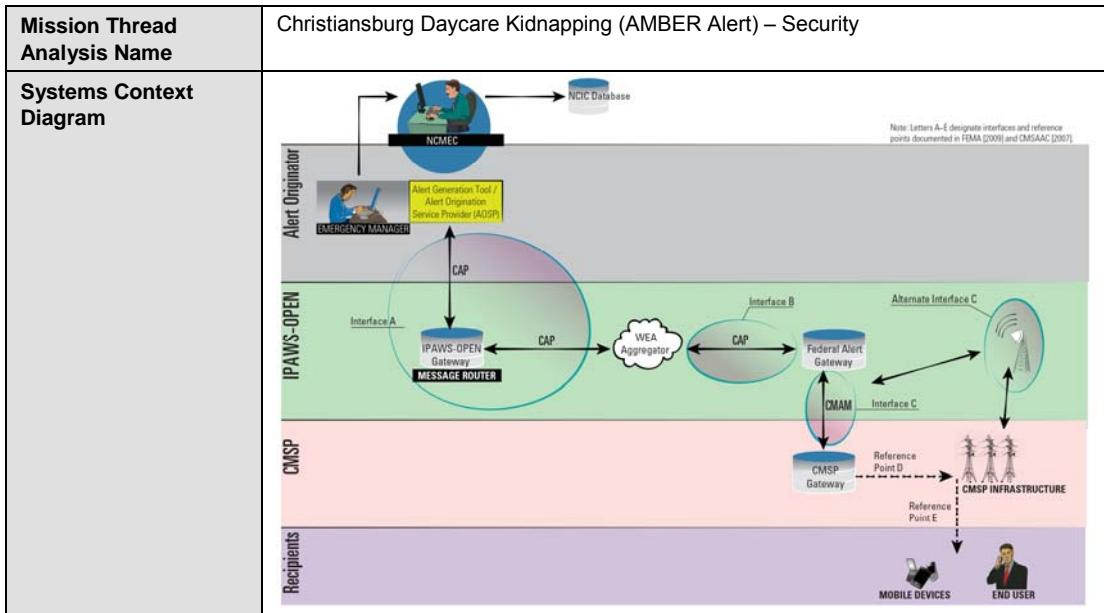 Mission Thread
Analysis Name
Christiansburg Daycare Kidnapping (AMBER Alert) – Security
Systems Context
Diagram
NCIC Database
NCMEC
Note: Letters A–E designate interfaces and reference
points documented in FEMA [2009] and CMSAAC [2007].
Alert Originator
EMERGENCY MANAGER
Alert Generation Tool /
Alert Origination
Service Provider (AOSP)
CAP
IPAWS-OPEN
Interface A
IPAWS-OPEN
Gateway
MESSAGE ROUTER
CAP
WEA
Aggregator
Interface B
CAP
Federal Alert
Gateway
Alternate Interface C
CMAM
Interface C
CMSP
CMSP
Gateway
Reference
Point D
CMSP INFRASTRUCTURE
Reference
Point E
Recipients
MOBILE DEVICES
END USER